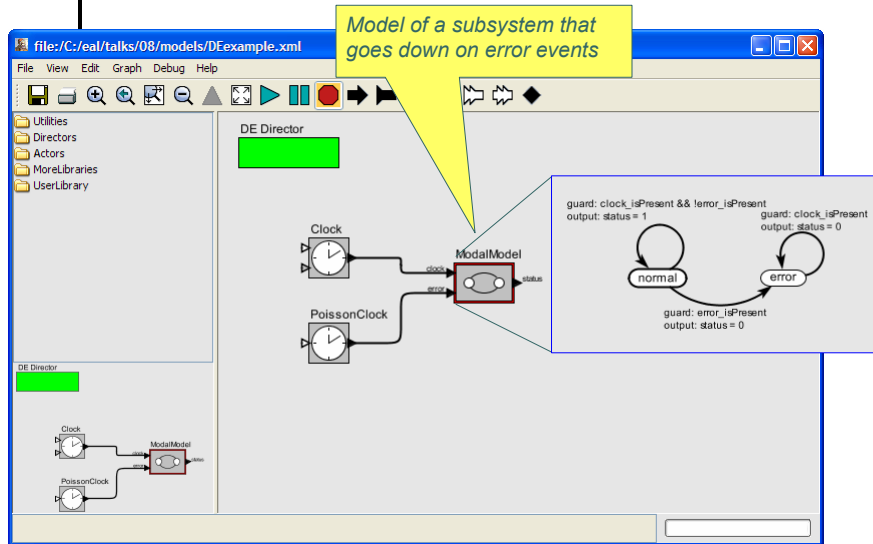 Model of a subsystem that
goes down on error events
file:/C:/eal/talks/08/models/DEexample.xml
File View Edit Graph Debug Help
Utilities
Directors
Actors
MoreLibraries
UserLibrary
DE Director
Clock
PoissonClock
ModalModel
clock
error
status
guard: clock_isPresent && !error_isPresent
output: status = 1
guard: clock_isPresent
output: status = 0
normal
error
guard: error_isPresent
output: status = 0
DE Director
Clock
ModalModel
clock
error
status
PoissonClock